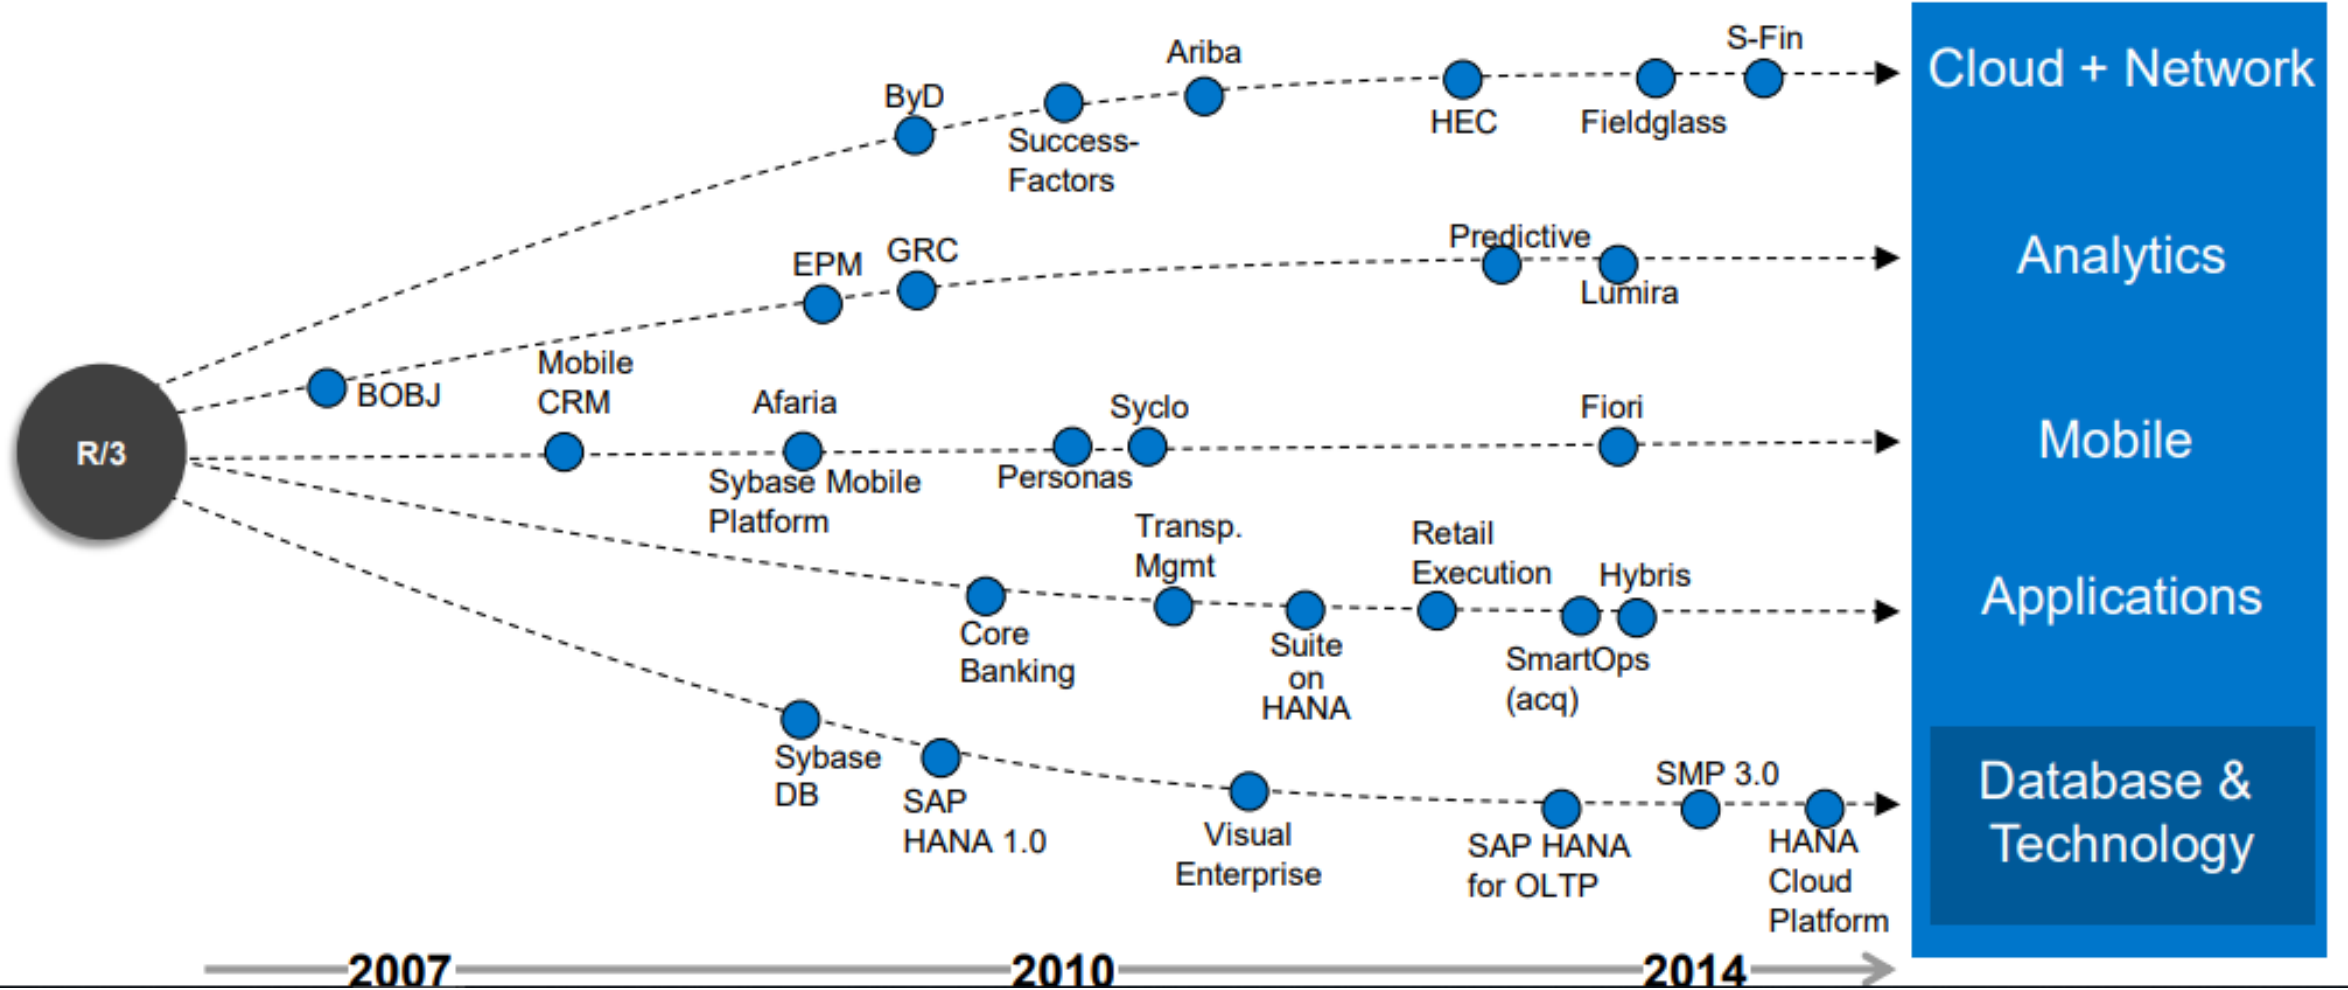 S-Fin
Ariba
Cloud + Network
ByD
HEC
Fieldglass
Success-
Factors
Predictive
GRC
EPM
Analytics
Lumira
Mobile
CRM
BOBJ
Afaria
Syclo
Fiori
R/3
Mobile
Sybase Mobile
Platform
Personas
Transp.
Mgmt
Retail
Execution
Hybris
Applications
Core
Banking
Suite
on
HANA
SmartOps
(acq)
Sybase
DB
SAP
HANA 1.0
Visual
Enterprise
SMP 3.0
SAP HANA
for OLTP
HANA
Cloud
Platform
Database &
Technology
2007
2010
2014